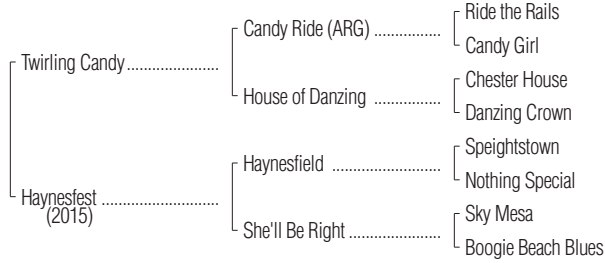 Ride the Rails
Candy Ride (ARG) ................
Candy Girl
Twirling Candy ......................
Chester House
House of Danzing ................
Danzing Crown
Speightstown
Haynesfield ..........................
Nothing Special
Haynesfest ............................
(2015)
Sky Mesa
She'll Be Right ......................
Boogie Beach Blues